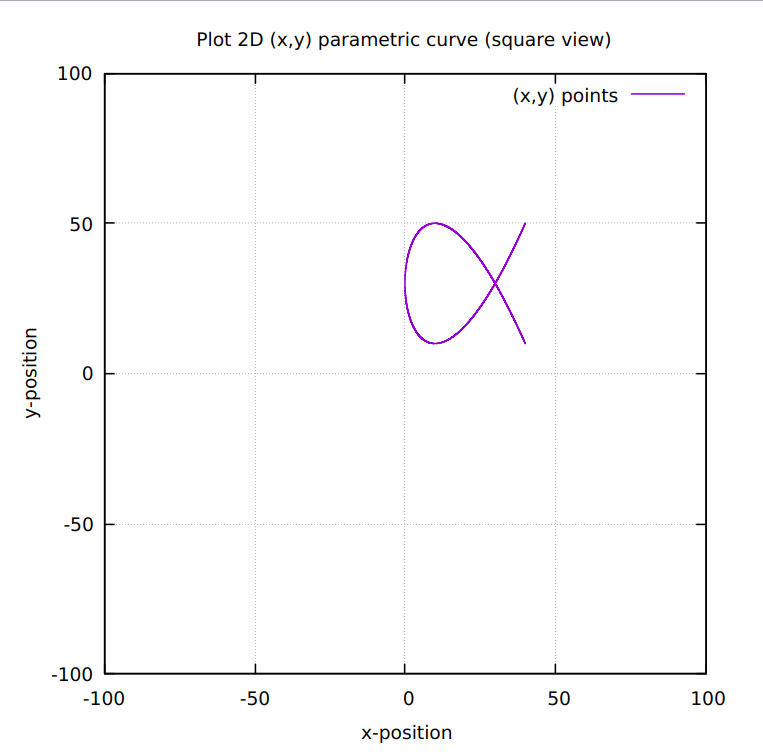 Plot 2D (x,y) parametric curve (square view)
(x,y) points
100
50
0
-50
-100
y-position
-100
-50
0
50
100
x-position